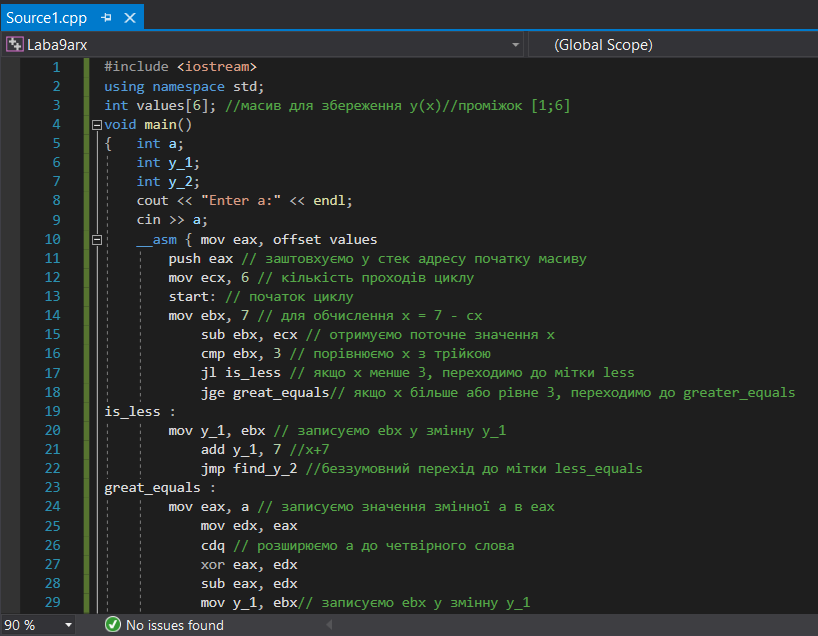 Source1.cpp
Laba9arx (Global Scope)
1 #include <iostream>
2 using namespace std;
3 int values[6]; //масив для збереження y(x)//проміжок [1;6]
4 void main()
5 { int a;
6 int y_1;
7 int y_2;
8 cout << "Enter a:" << endl;
9 cin >> a;
10 __asm { mov eax, offset values
11 push eax // заштовхуємо у стек адресу початку масиву
12 mov ecx, 6 // кількість проходів циклу
13 start: // початок циклу
14 mov ebx, 7 // для обчислення x = 7 - cx
15 sub ebx, ecx // отримуємо поточне значення x
16 cmp ebx, 3 // порівнюємо x з трійкою
17 jl is_less // якщо x менше 3, переходимо до мітки less
18 jge great_equals// якщо x більше або рівне 3, переходимо до greater_equals
19 is_less :
20 mov y_1, ebx // записуємо ebx у змінну y_1
21 add y_1, 7 //x+7
22 jmp find_y_2 //беззумовний перехід до мітки less_equals
23 great_equals :
24 mov eax, a // записуємо значення змінної a в eax
25 mov edx, eax
26 cdq // розширюємо a до четвірного слова
27 xor eax, edx
28 sub eax, edx
29 mov y_1, ebx// записуємо ebx у змінну y_1
90 % No issues found